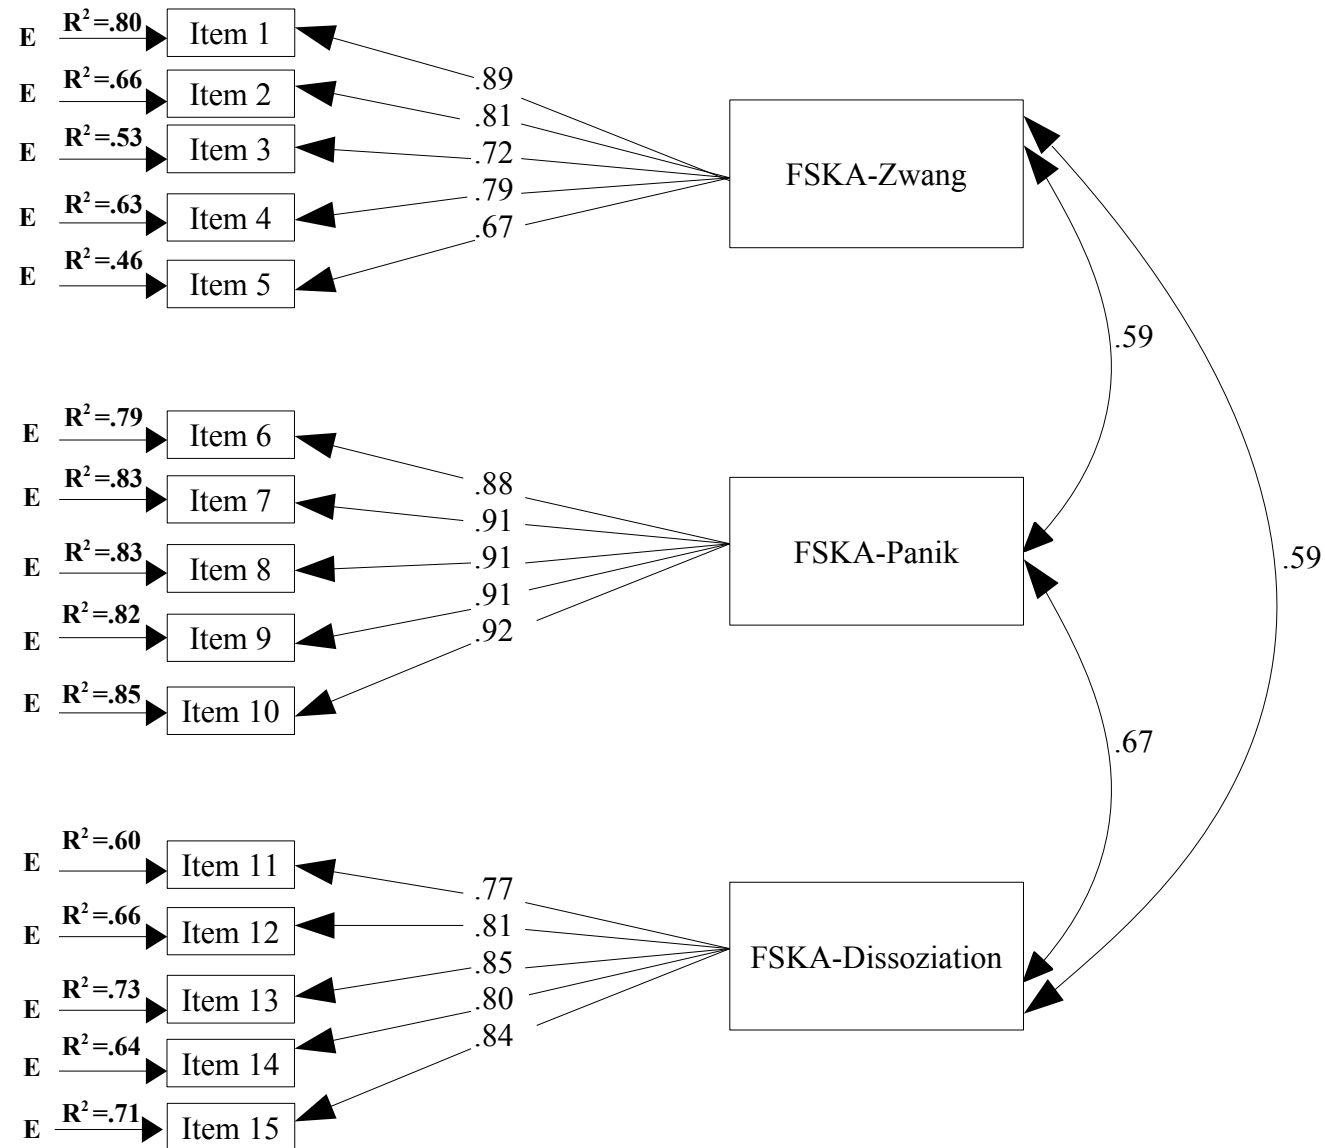 E R²=.80 Item 1
.89
E R²=.66 Item 2
.81
E R²=.53 Item 3
.72
E R²=.63 Item 4
.79
E R²=.46 Item 5
.67
FSKA-Zwang
.59
E R²=.79 Item 6
.88
E R²=.83 Item 7
.91
E R²=.83 Item 8
.91
E R²=.82 Item 9
.91
E R²=.85 Item 10
.92
FSKA-Panik
.59
.67
E R²=.60 Item 11
.77
E R²=.66 Item 12
.81
E R²=.73 Item 13
.85
E R²=.64 Item 14
.80
E R²=.71 Item 15
.84
FSKA-Dissoziation